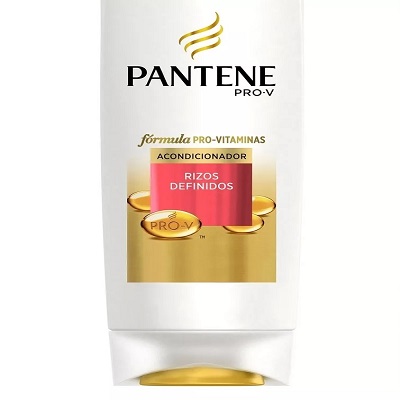 PANTENE
PRO-V
fórmula PRO-VITAMINAS
ACONDICIONADOR
RIZOS
DEFINIDOS
PRO-V
TM